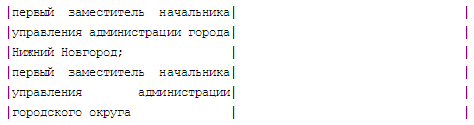 первый заместитель начальника
управления администрации города
Нижний Новгород;
первый заместитель начальника
управления администрации
городского округа